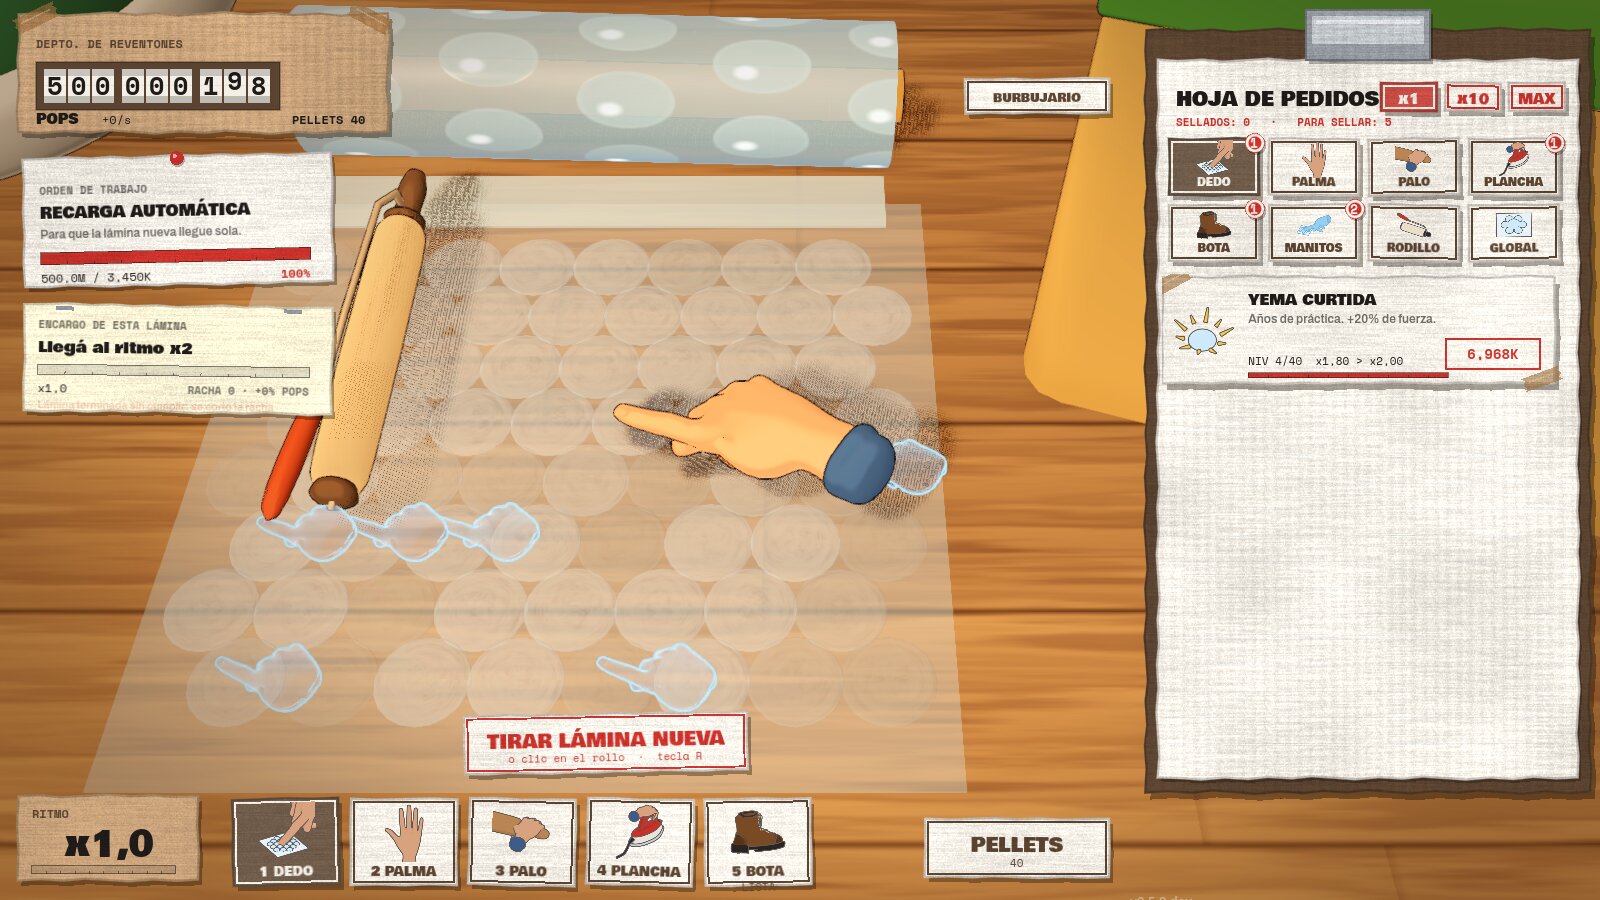 DEPTO. DE REVENTONES
500 000 198
POPS +0/s PELLETS 40
ORDEN DE TRABAJO
RECARGA AUTOMÁTICA
Para que la lámina nueva llegue sola.
500.0M / 3.450K 100%
ENCARGO DE ESTA LÁMINA
Llegá al ritmo x2
x1,0 RACHA 0 · +0% POPS
BURBUJARIO
HOJA DE PEDIDOS x1 x10 MAX
SELLADOS: 0 · PARA SELLAR: 5
DEDO 1
PALMA
PALO
PLANCHA 1
BOTA 1
MANITOS 2
RODILLO
GLOBAL
YEMA CURTIDA
Años de práctica. +20% de fuerza.
NIV 4/40 x1,80 > x2,00
6.968K
TIRAR LÁMINA NUEVA
o clic en el rollo · tecla R
RITMO
x1,0
1 DEDO
2 PALMA
3 PALO
4 PLANCHA
5 BOTA
LISTA
PELLETS
40